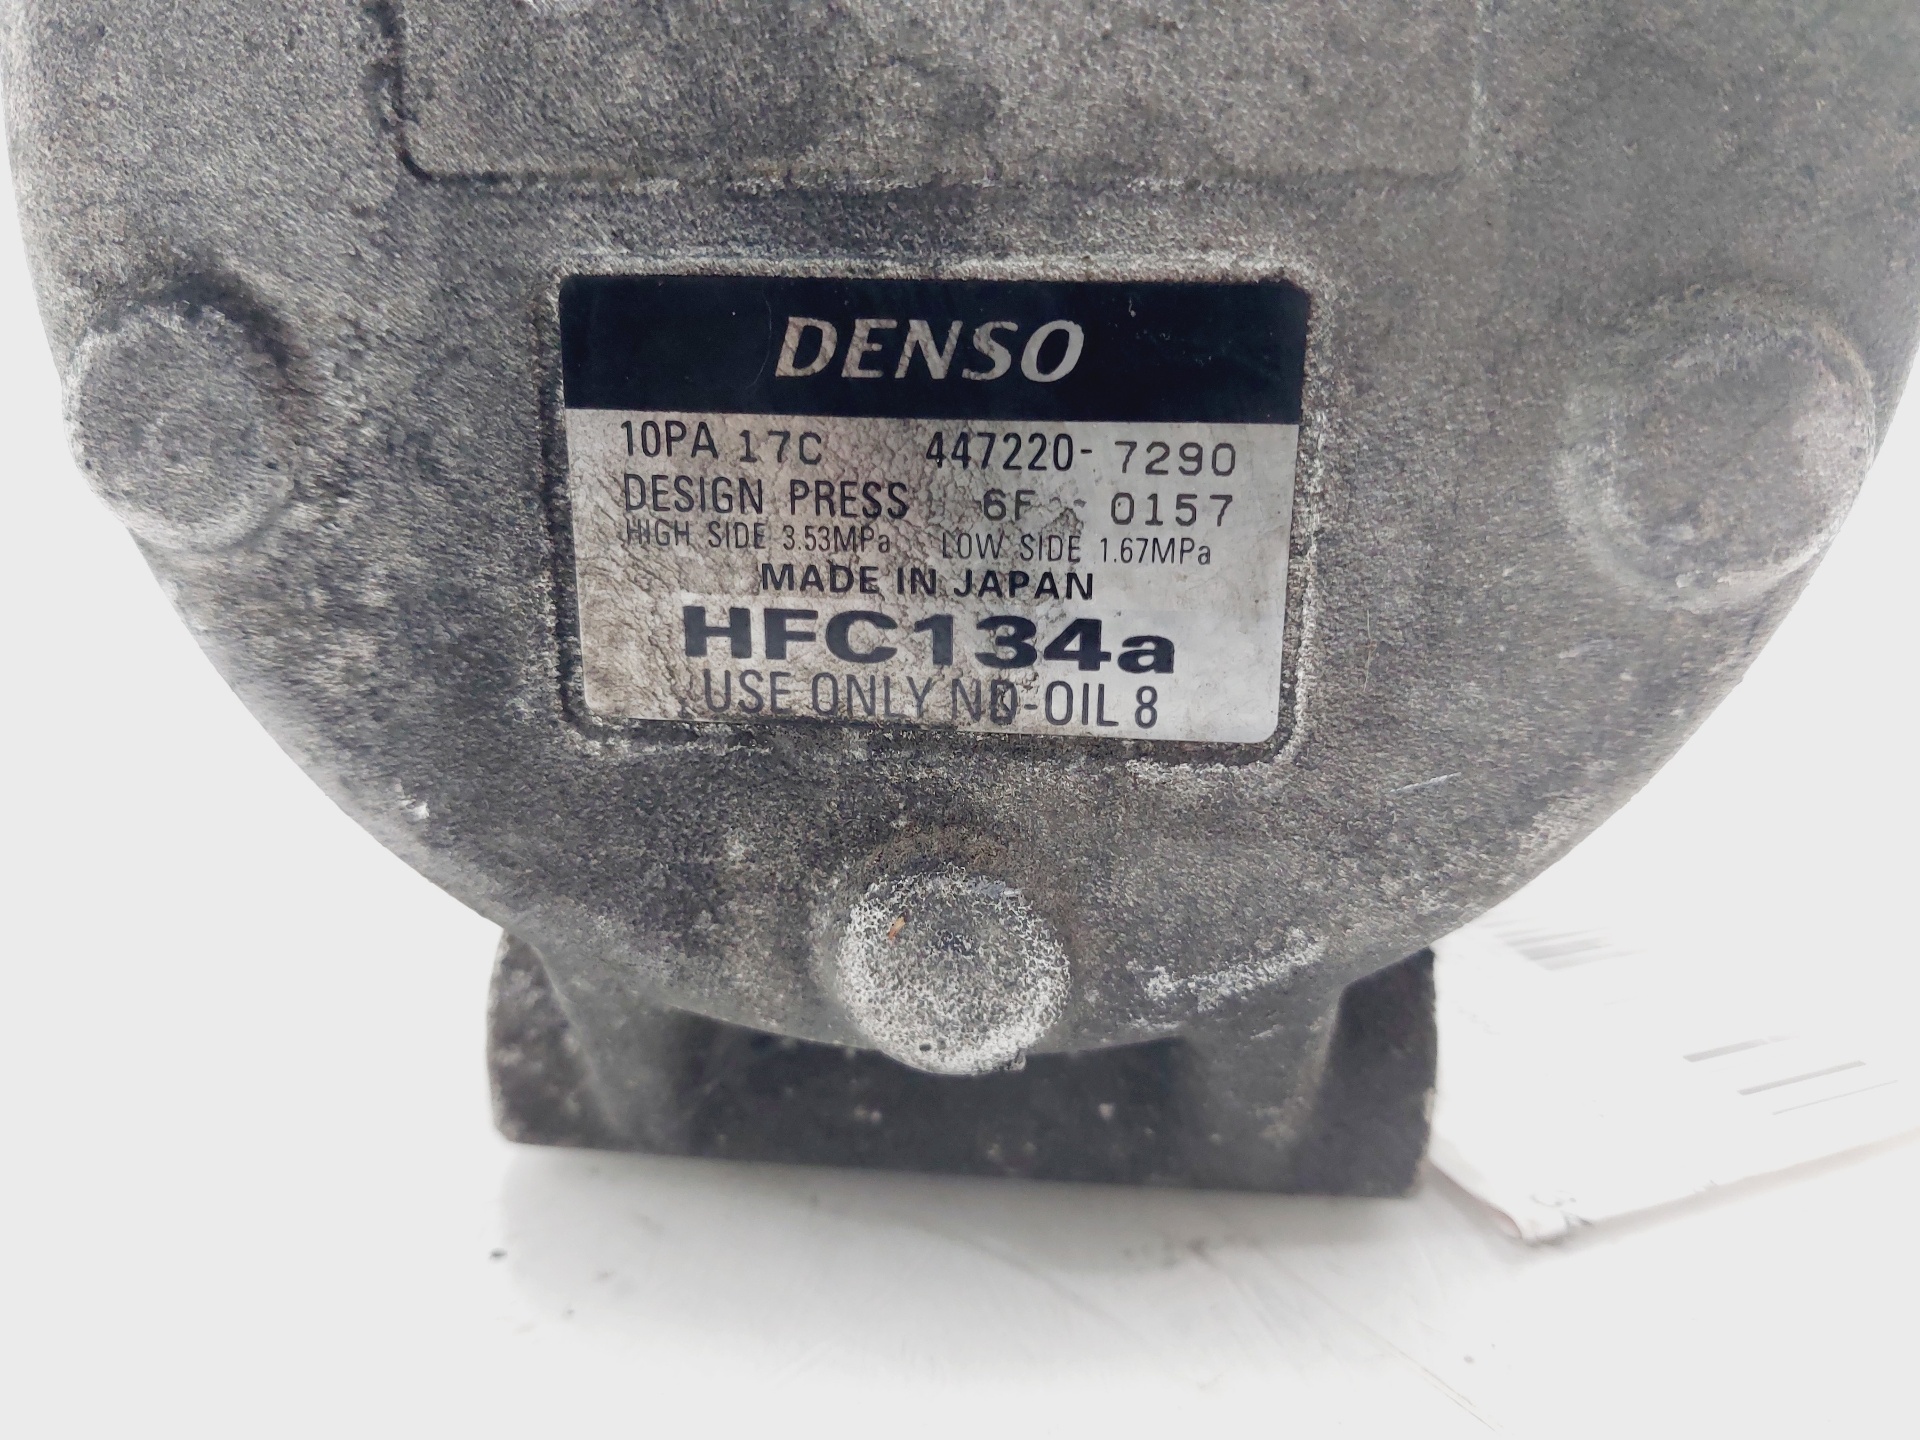 DENSO
10PA 17C 447220-7290
DESIGN PRESS 6F - 0157
HIGH SIDE 3.53MPa LOW SIDE 1.67MPa
MADE IN JAPAN
HFC134a
USE ONLY ND-OIL 8